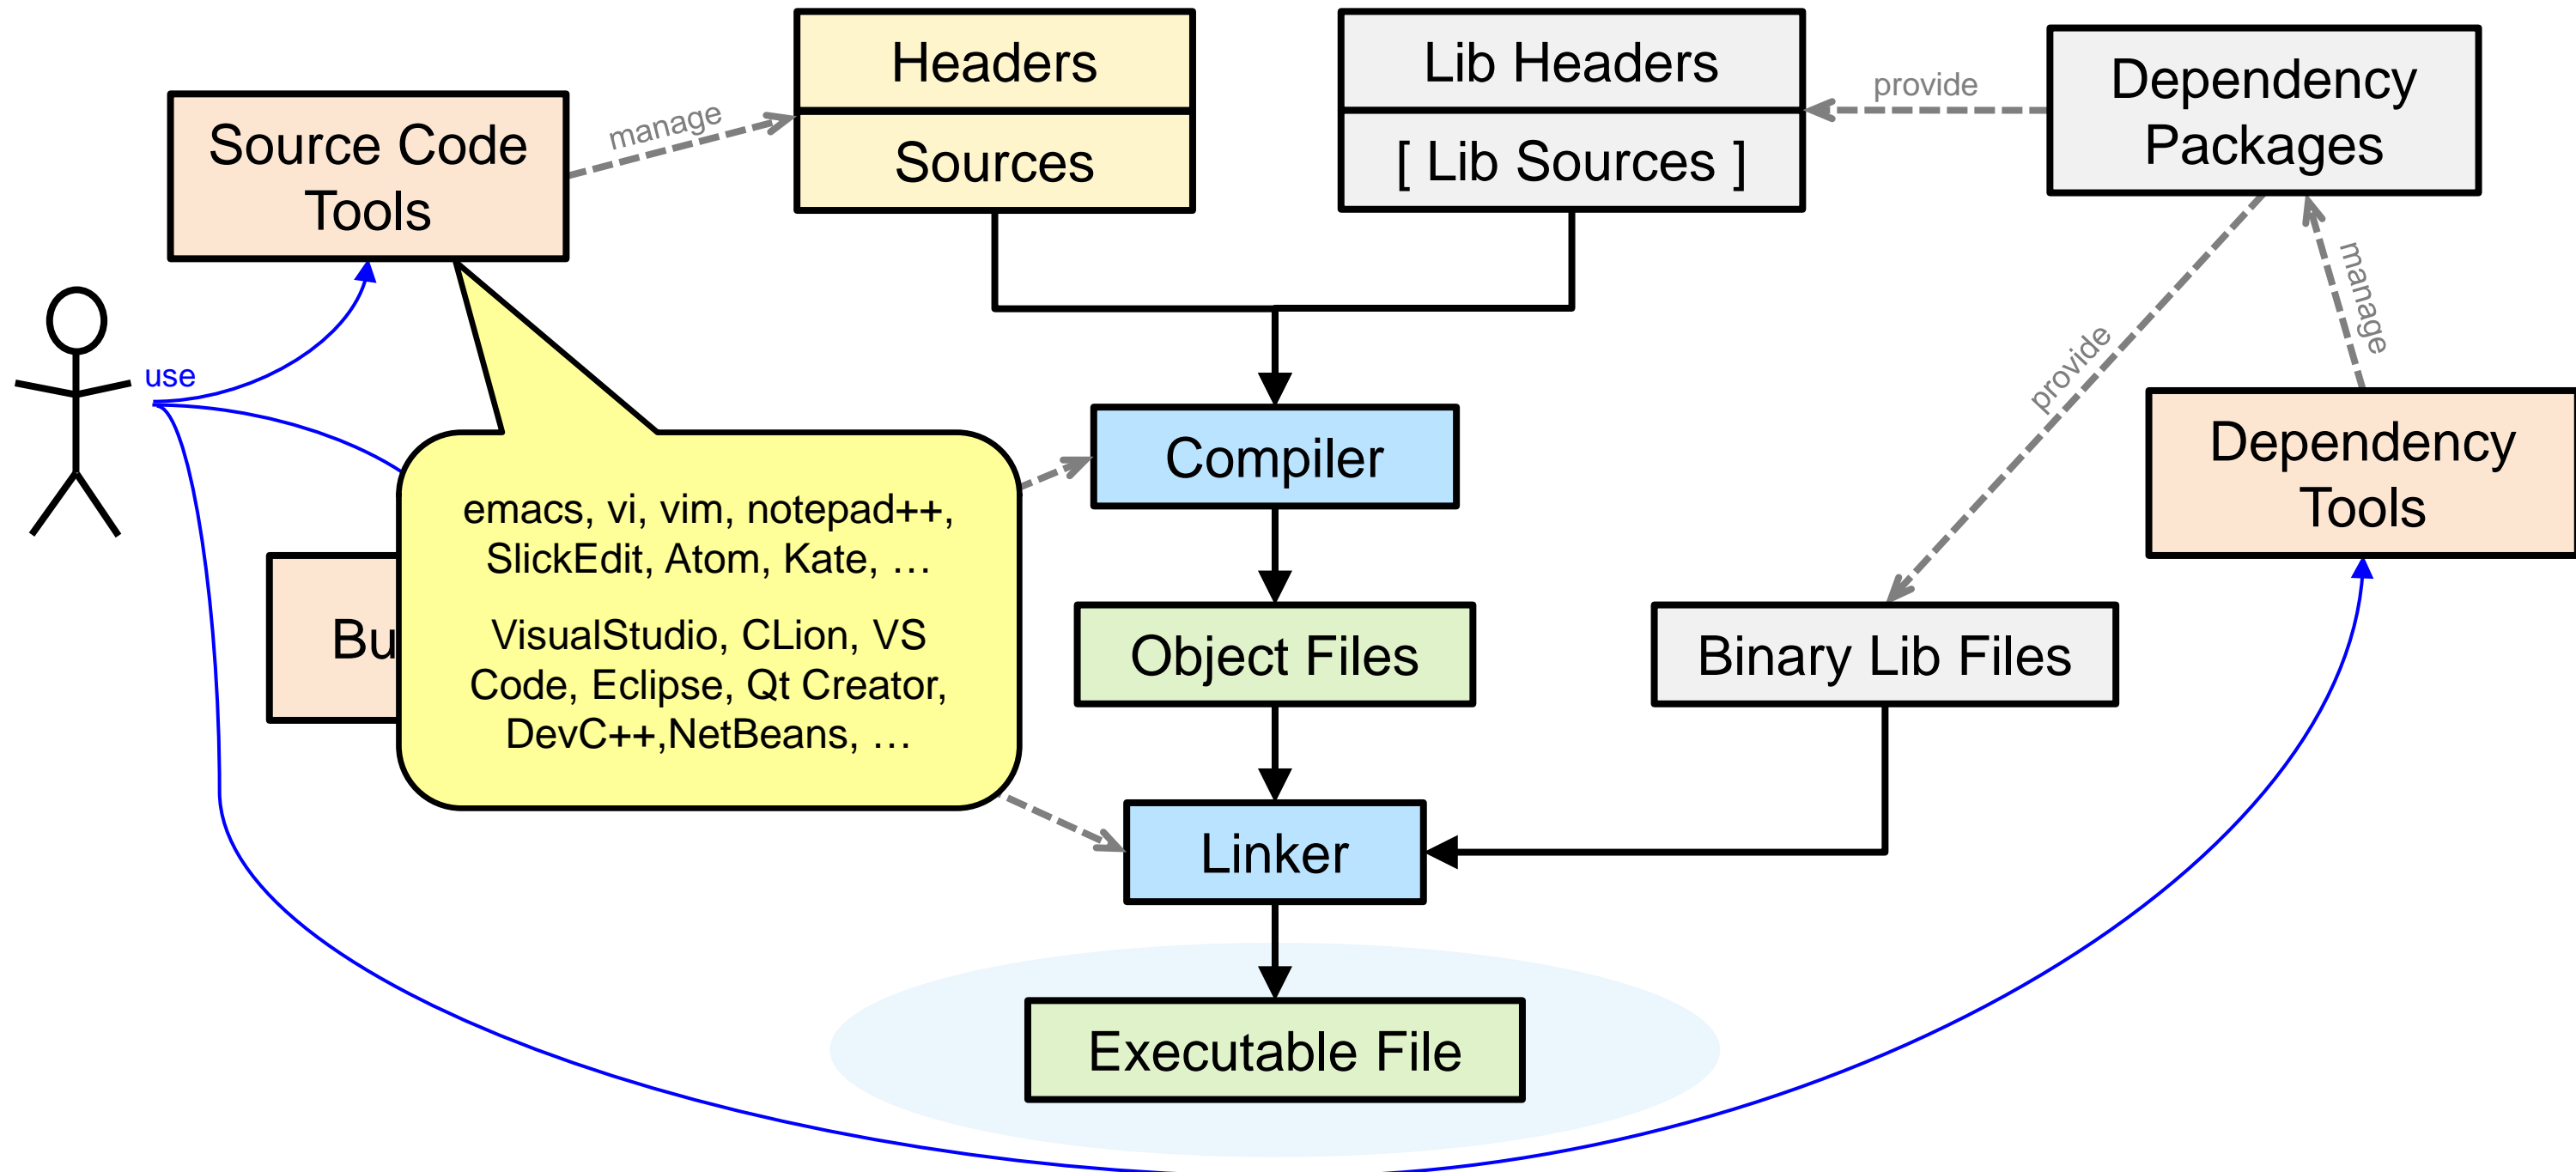 Headers
Sources
Lib Headers
[ Lib Sources ]
provide
Dependency
Packages
Source Code
Tools
manage
manage
use
provide
Compiler
Dependency
Tools
emacs, vi, vim, notepad++,
SlickEdit, Atom, Kate, …
VisualStudio, CLion, VS
Code, Eclipse, Qt Creator,
DevC++,NetBeans, …
Bu
Object Files
Binary Lib Files
Linker
Executable File